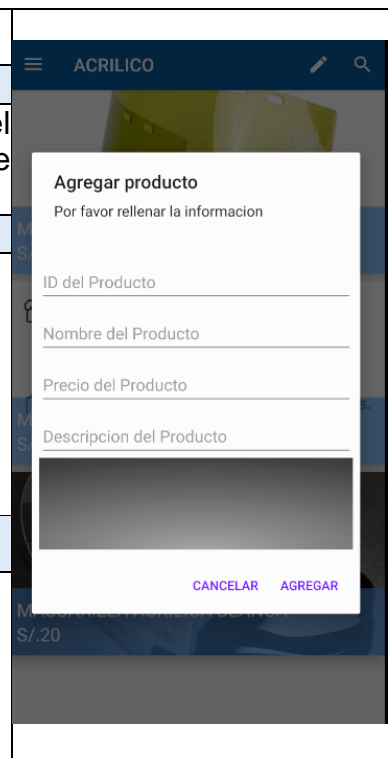 ACRILICO
el
e
Agregar producto
Por favor rellenar la informacion
M
S/
ID del Producto
Nombre del Producto
Precio del Producto
s.
M
S/
Descripcion del Producto
CANCELAR AGREGAR
S/.20